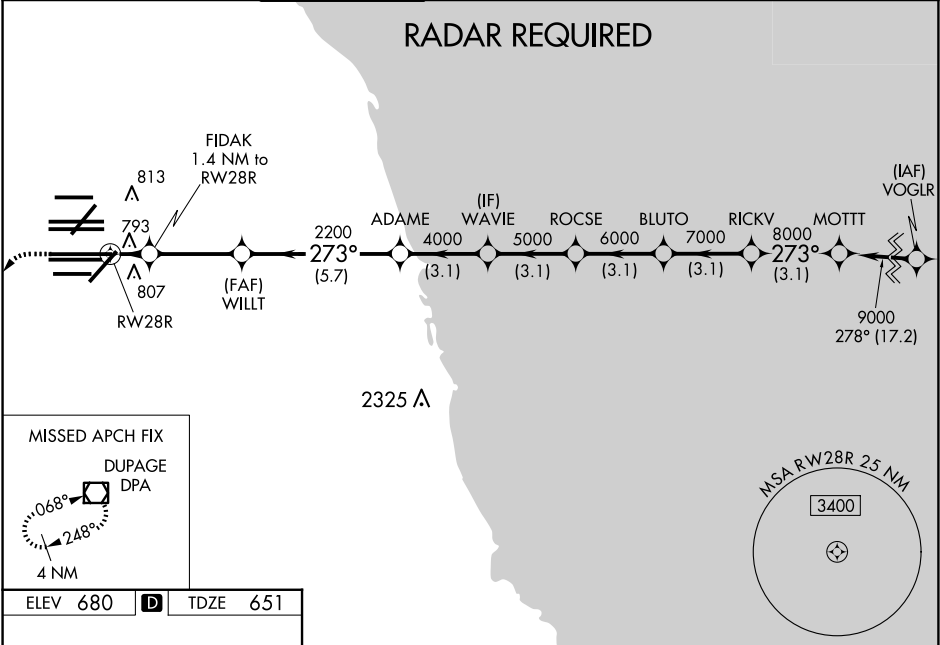 RADAR REQUIRED
FIDAK
1.4 NM to
RW28R
813
793
807
RW28R
(FAF)
WILLT
2200
273°
(5.7)
ADAME
4000
(3.1)
(IF)
WAVIE
5000
(3.1)
ROCSE
6000
(3.1)
BLUTO
7000
(3.1)
RICKV
8000
273°
(3.1)
MOTTT
(IAF)
VOGLR
9000
278° (17.2)
2325
MISSED APCH FIX
DUPAGE
DPA
068°
248°
4 NM
MSA RW28R 25 NM
3400
ELEV 680 D TDZE 651